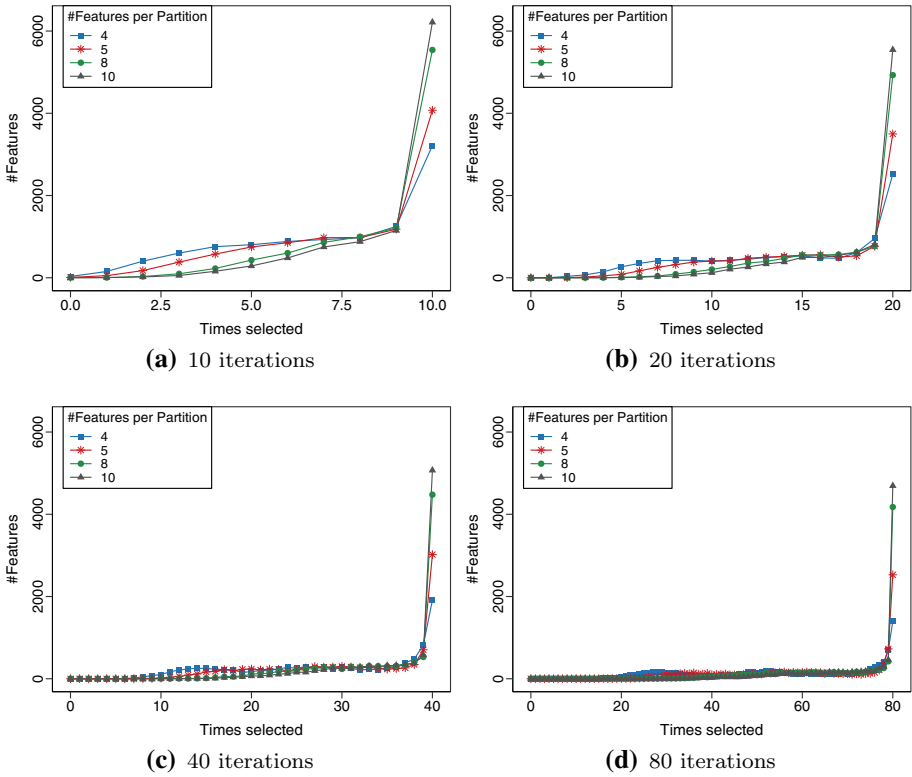 #Features per Partition
4
5
8
10
#Features
0 2000 4000 6000
0.0 2.5 5.0 7.5 10.0
Times selected
(a) 10 iterations
#Features per Partition
4
5
8
10
#Features
0 2000 4000 6000
0 5 10 15 20
Times selected
(b) 20 iterations
#Features per Partition
4
5
8
10
#Features
0 2000 4000 6000
0 10 20 30 40
Times selected
(c) 40 iterations
#Features per Partition
4
5
8
10
#Features
0 2000 4000 6000
0 20 40 60 80
Times selected
(d) 80 iterations